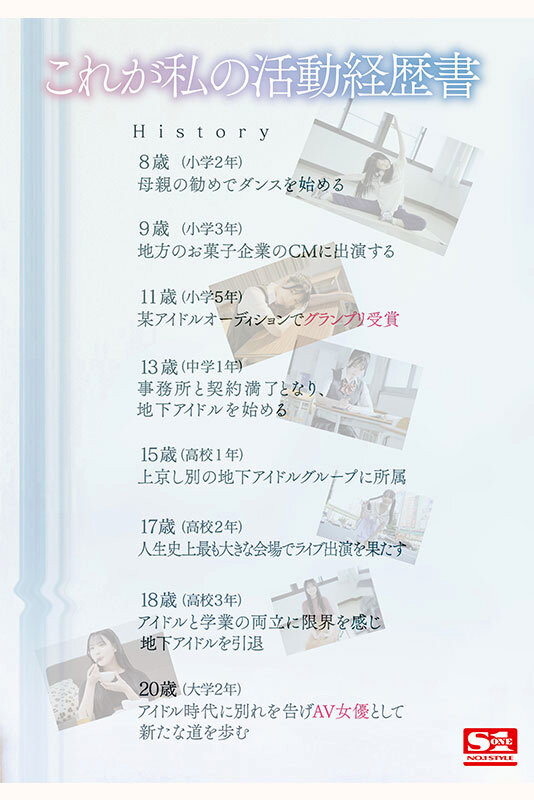 これが私の活動経歴書
History
8歳（小学2年）
母親の勧めでダンスを始める
9歳（小学3年）
地方のお菓子企業のCMに出演する
11歳（小学5年）
某アイドルオーディションでグランプリ受賞
13歳（中学1年）
事務所と契約満了となり、
地下アイドルを始める
15歳（高校1年）
上京し別の地下アイドルグループに所属
17歳（高校2年）
人生史上最も大きな会場でライブ出演を果たす
18歳（高校3年）
アイドルと学業の両立に限界を感じ
地下アイドルを引退
20歳（大学2年）
アイドル時代に別れを告げAV女優として
新たな道を歩む
S1 ONE
NO.1 STYLE